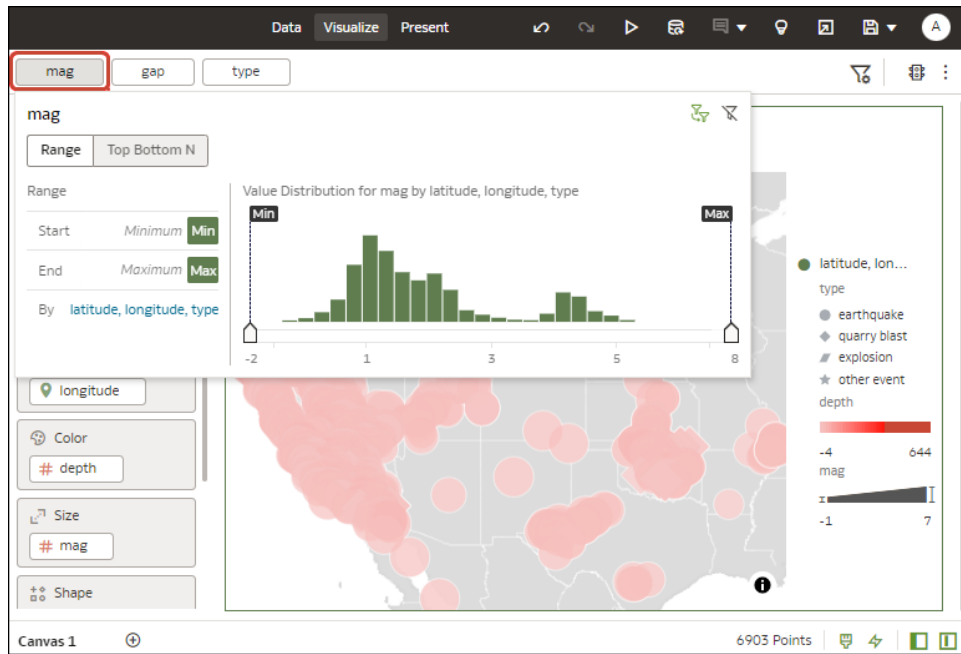 Data Visualize Present A
mag gap type
mag
Range Top Bottom N
Range
Value Distribution for mag by latitude, longitude, type
Min Max
Start Minimum Min
End Maximum Max
By latitude, longitude, type
-2 1 3 5 8
longitude
Color
# depth
Size
# mag
Shape
latitude, lon...
type
earthquake
quarry blast
explosion
other event
depth
-4 644
mag
-1 7
Canvas 1
6903 Points